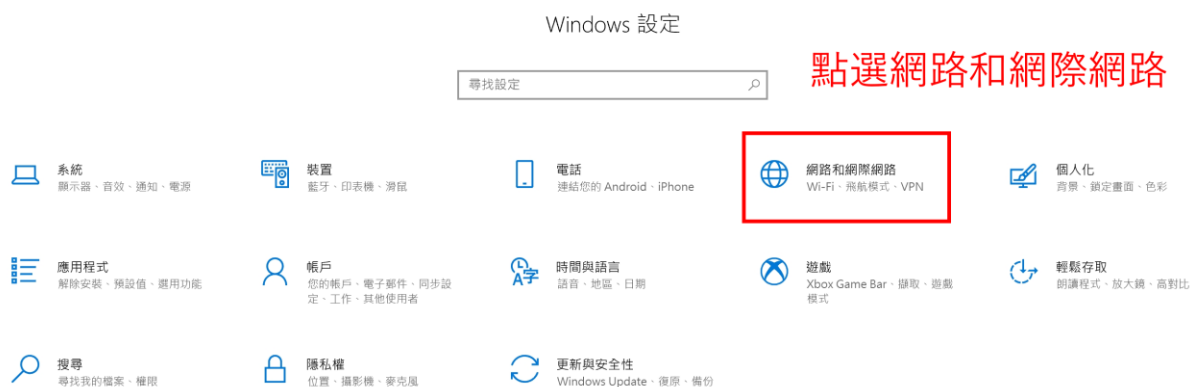 Windows 設定
點選網路和網際網路
尋找設定
系統
顯示器、音效、通知、電源
裝置
藍牙、印表機、滑鼠
電話
連結您的 Android、iPhone
網路和網際網路
Wi-Fi、飛航模式、VPN
個人化
背景、鎖定畫面、色彩
應用程式
解除安裝、預設值、選用功能
帳戶
您的帳戶、電子郵件、同步設
定、工作、其他使用者
時間與語言
語音、地區、日期
遊戲
Xbox Game Bar、擷取、遊戲
模式
輕鬆存取
朗讀程式、放大鏡、高對比
搜尋
尋找我的檔案、權限
隱私權
位置、攝影機、麥克風
更新與安全性
Windows Update、復原、備份